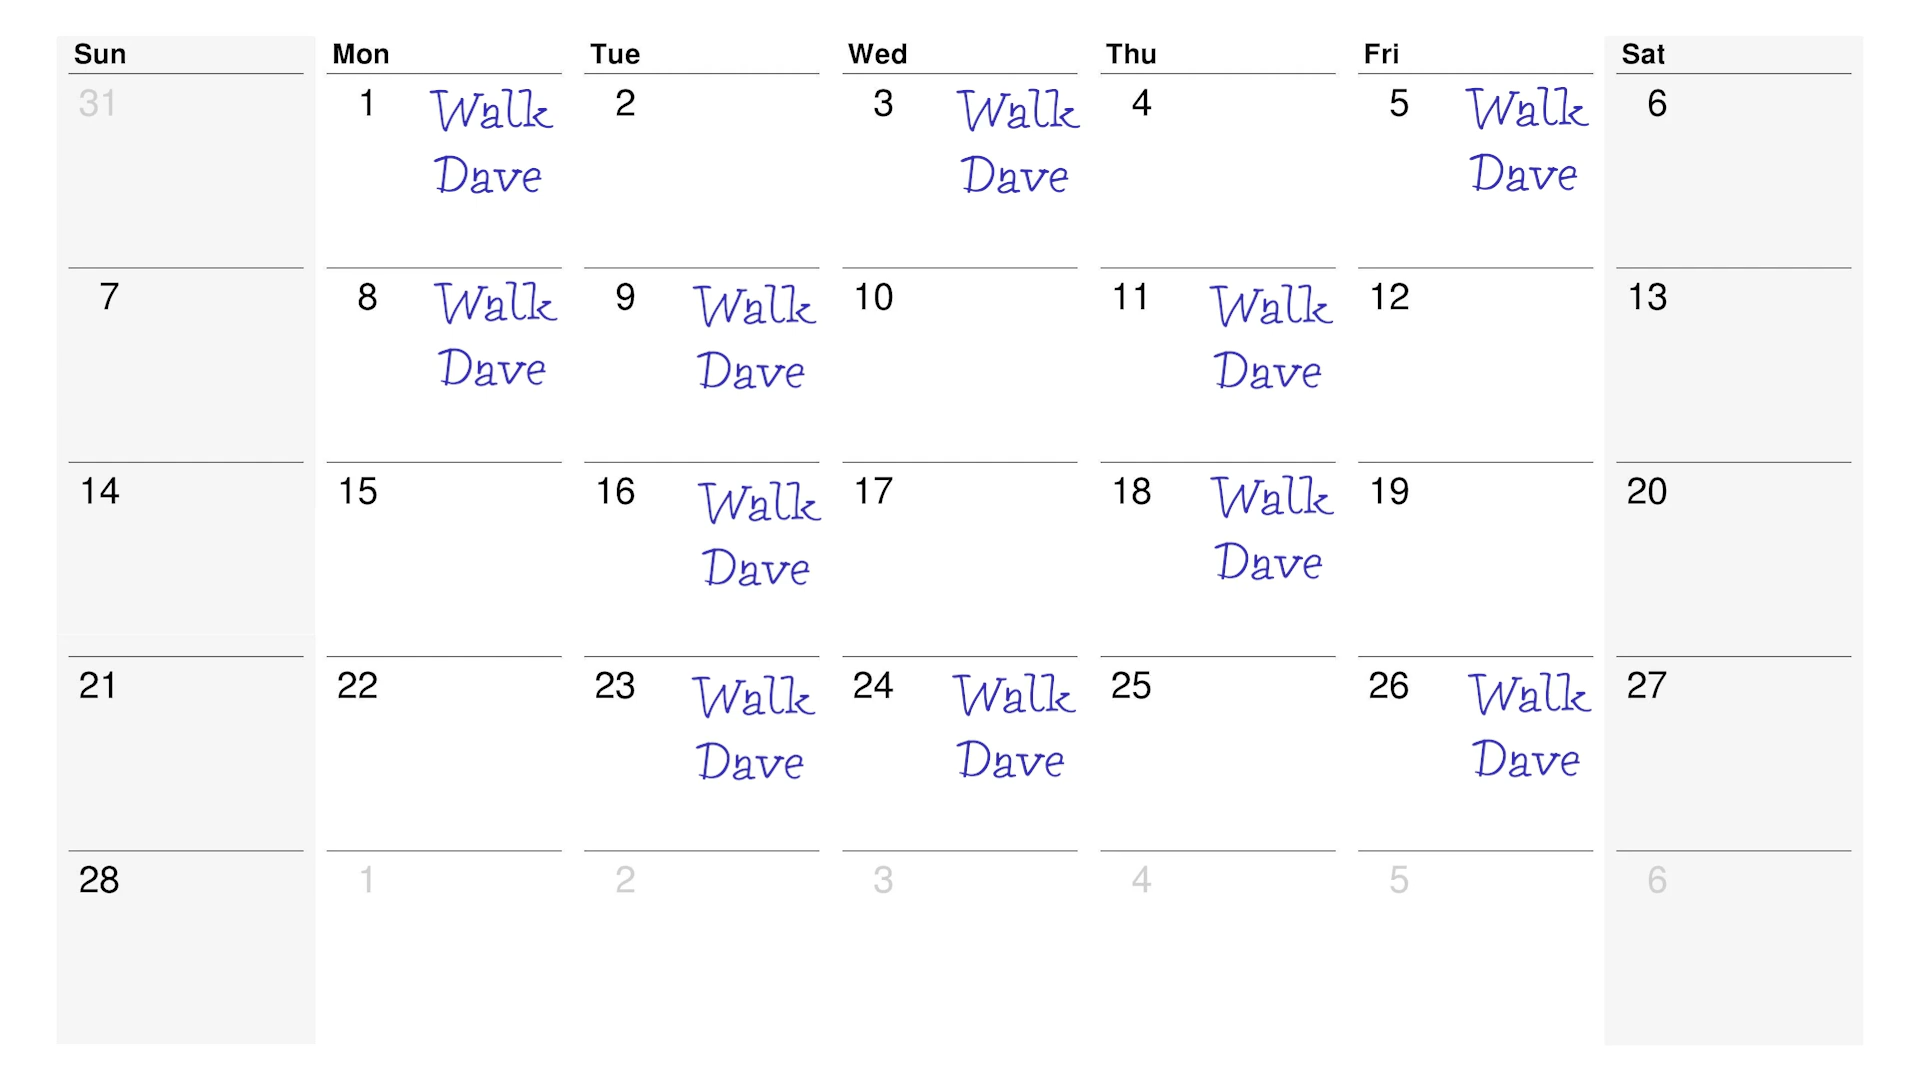 Sun Mon Tue Wed Thu Fri Sat
31 1 Walk 2 3 Walk 4 5 Walk 6
Dave Dave Dave
7 8 Walk 9 Walk 10 11 Walk 12 13
Dave Dave Dave
14 15 16 Walk 17 18 Walk 19 20
Dave Dave
21 22 23 Walk 24 Walk 25 26 Walk 27
Dave Dave Dave
28 1 2 3 4 5 6